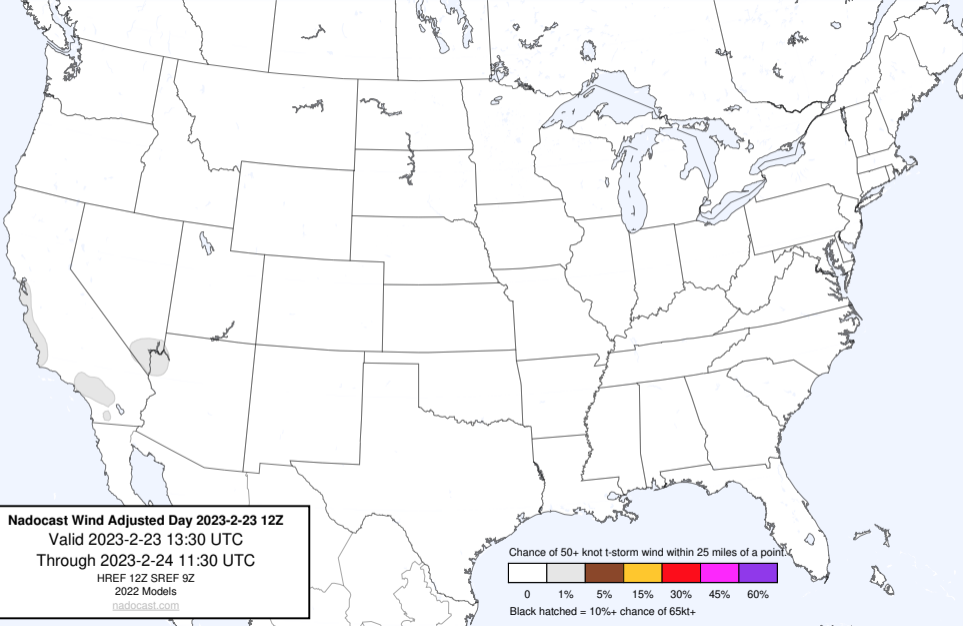 Nadocast Wind Adjusted Day 2023-2-23 12Z
Valid 2023-2-23 13:30 UTC
Through 2023-2-24 11:30 UTC
HREF 12Z SREF 9Z
2022 Models
nadocast.com
Chance of 50+ knot t-storm wind within 25 miles of a point.
0 1% 5% 15% 30% 45% 60%
Black hatched = 10%+ chance of 65kt+